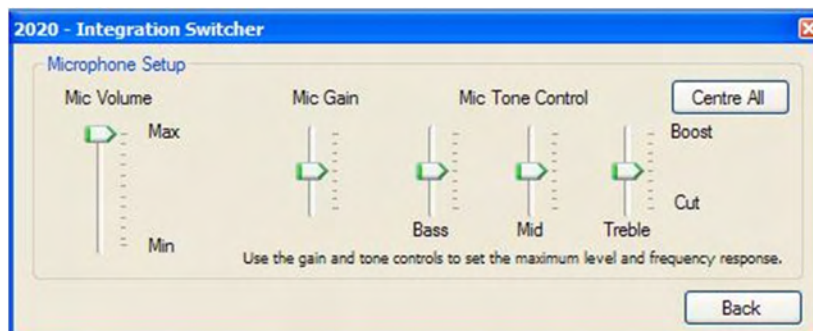 2020 - Integration Switcher
Microphone Setup
Mic Volume
Mic Gain
Mic Tone Control
Centre All
Max
Boost
Cut
Min
Bass
Mid
Treble
Use the gain and tone controls to set the maximum level and frequency response.
Back